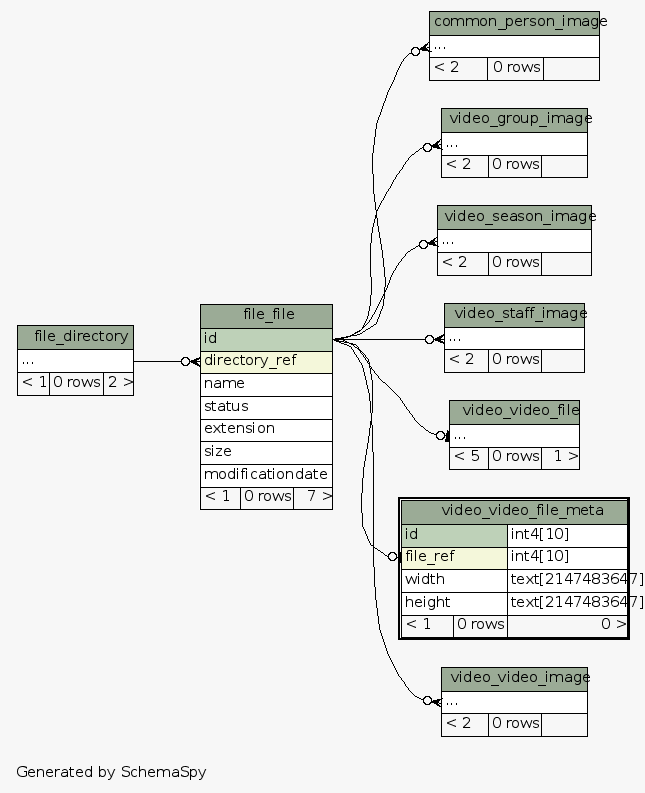 common_person_image
...
< 2 0 rows
video_group_image
...
< 2 0 rows
video_season_image
...
< 2 0 rows
file_directory
...
< 1 0 rows 2 >
file_file
id
directory_ref
name
status
extension
size
modificationdate
< 1 0 rows 7 >
video_staff_image
...
< 2 0 rows
video_video_file
...
< 5 0 rows 1 >
video_video_file_meta
id int4[10]
file_ref int4[10]
width text[2147483647]
height text[2147483647]
< 1 0 rows 0 >
video_video_image
...
< 2 0 rows
Generated by SchemaSpy